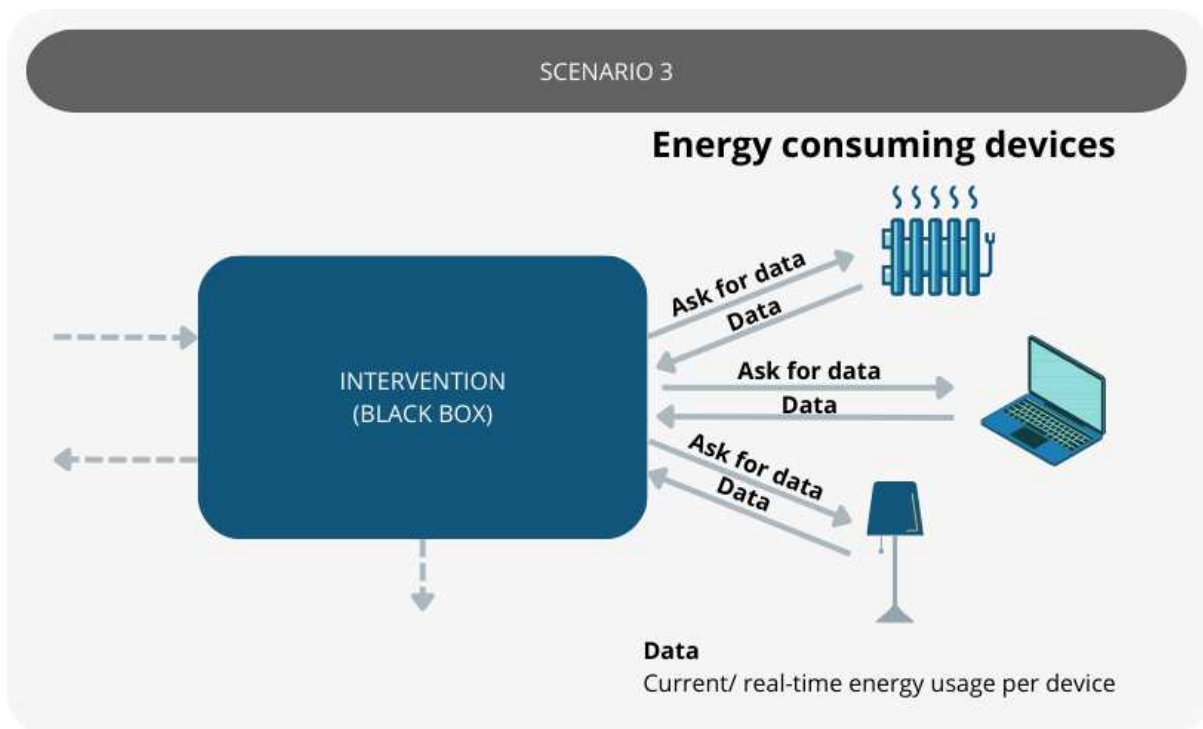 SCENARIO 3
Energy consuming devices
Ask for data
Data
INTERVENTION
(BLACK BOX)
Ask for data
Data
Ask for data
Data
Data
Current/ real-time energy usage per device